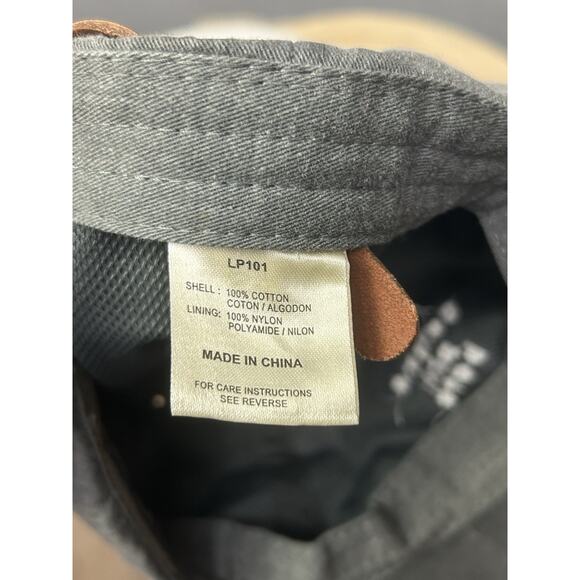 LP101
SHELL : 100% COTTON
COTON / ALGODON
LINING: 100% NYLON
POLYAMIDE / NILON
MADE IN CHINA
FOR CARE INSTRUCTIONS
SEE REVERSE